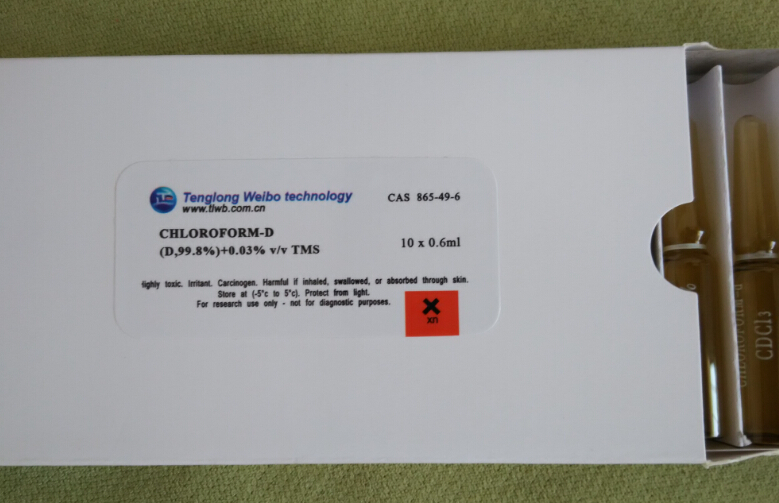 Tenglong Weibo technology
www.tlwb.com.cn
CAS 865-49-6
CHLOROFORM-D
(D,99.8%)+0.03% v/v TMS
10 x 0.6ml
Highly toxic. Irritant. Carcinogen. Harmful if inhaled, swallowed, or absorbed through skin.
Store at (-5°c to 5°c). Protect from light.
For research use only - not for diagnostic purposes.
Xn
CHLOROFORM-d
CDCl3